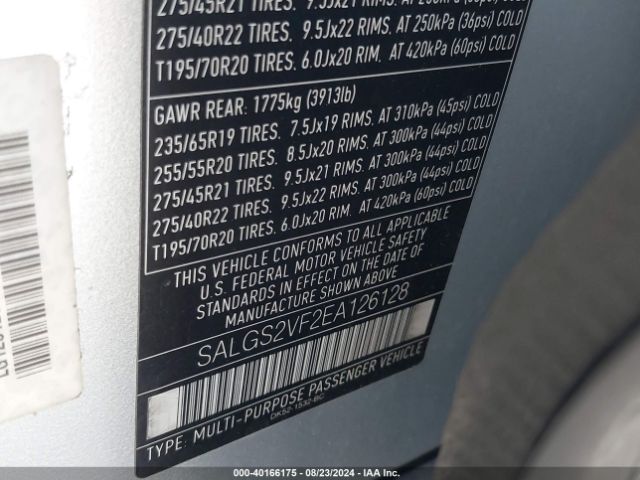 275/45R21 TIRES. 9.5Jx21 RIMS. AT
275/40R22 TIRES. 9.5Jx22 RIMS. AT 250kPa (36psi) COLD
T195/70R20 TIRES. 6.0Jx20 RIM. AT 420kPa (60psi) COLD
GAWR REAR: 1775kg (3913lb)
235/65R19 TIRES. 7.5Jx19 RIMS. AT 310kPa (45psi) COLD
255/55R20 TIRES. 8.5Jx20 RIMS. AT 300kPa (44psi) COLD
275/45R21 TIRES. 9.5Jx21 RIMS. AT 300kPa (44psi) COLD
275/40R22 TIRES. 9.5Jx22 RIMS. AT 300kPa (44psi) COLD
T195/70R20 TIRES. 6.0Jx20 RIM. AT 420kPa (60psi) COLD
THIS VEHICLE CONFORMS TO ALL APPLICABLE
U.S. FEDERAL MOTOR VEHICLE SAFETY
STANDARDS IN EFFECT ON THE DATE OF
MANUFACTURE SHOWN ABOVE
SALGS2VF2EA126128
TYPE: MULTI-PURPOSE PASSENGER VEHICLE
DK52-1532-BC
000-40166175 - 08/23/2024 - IAA Inc.